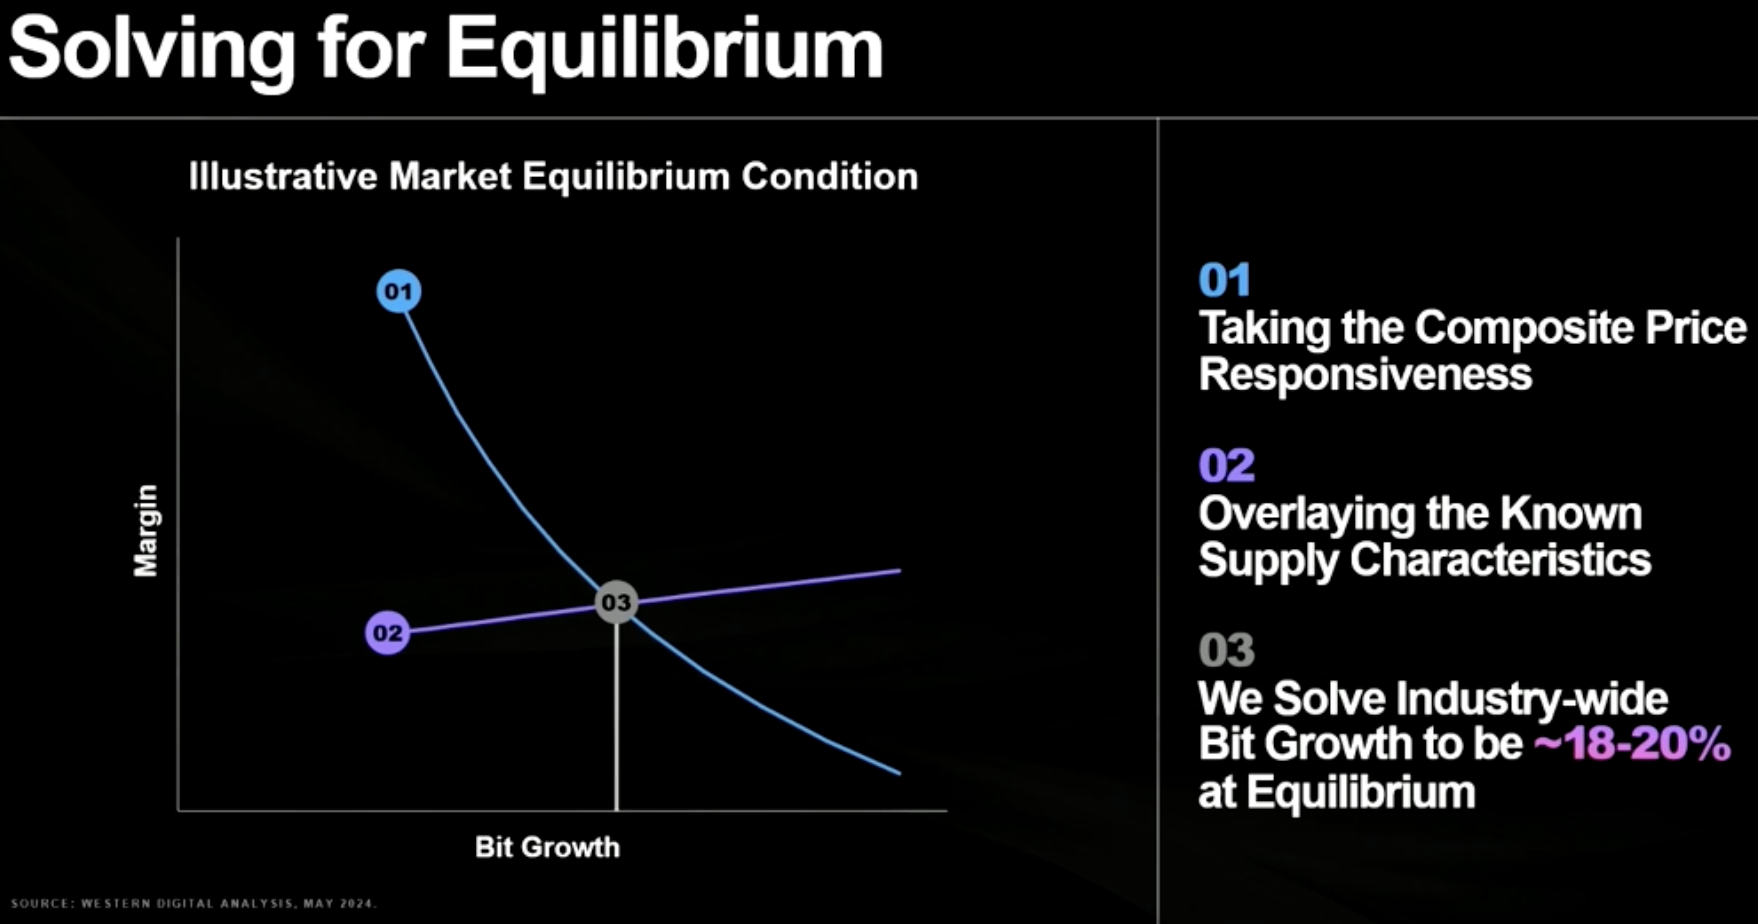 Solving for Equilibrium
Illustrative Market Equilibrium Condition
01
02
03
Margin
Bit Growth
01
Taking the Composite Price
Responsiveness
02
Overlaying the Known
Supply Characteristics
03
We Solve Industry-wide
Bit Growth to be ~18-20%
at Equilibrium
SOURCE: WESTERN DIGITAL ANALYSIS, MAY 2024.